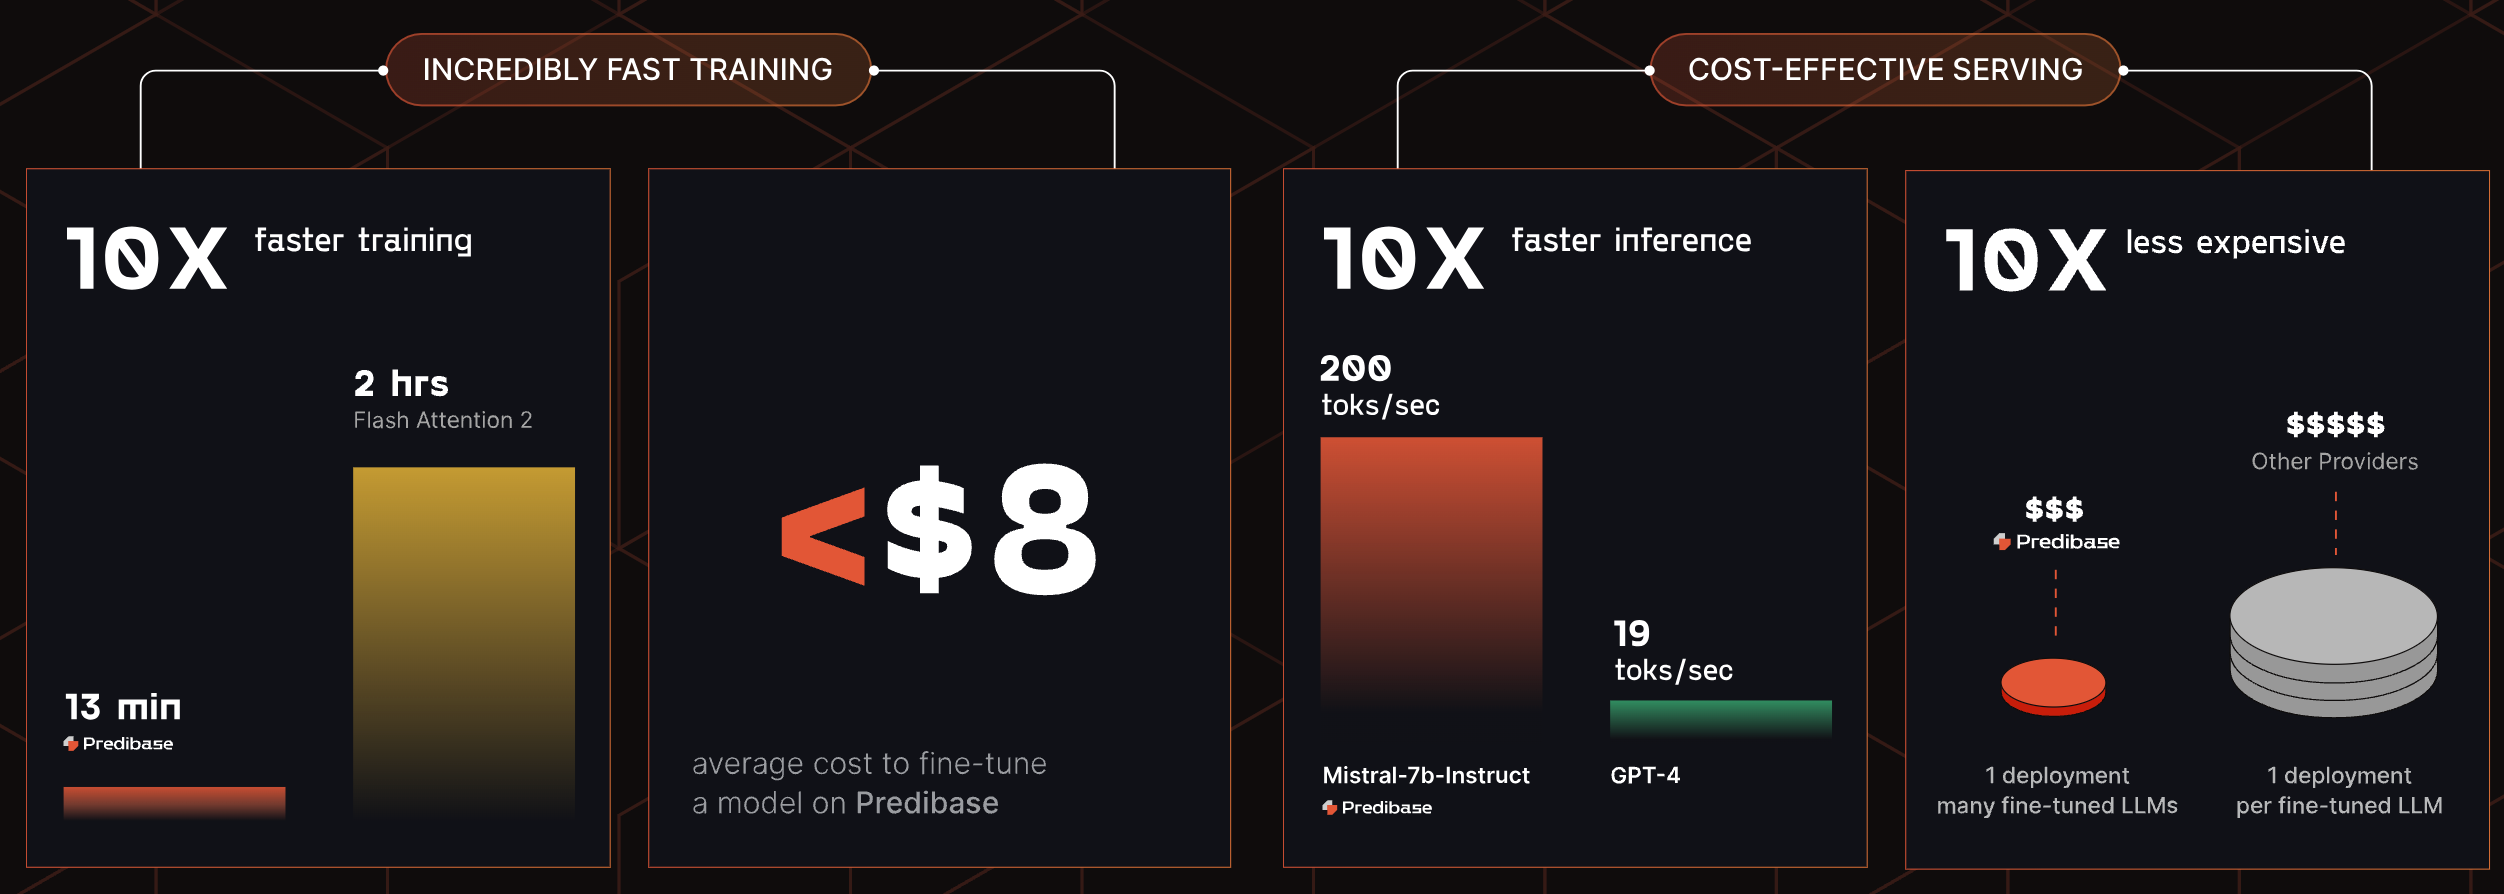 INCREDIBLY FAST TRAINING
COST-EFFECTIVE SERVING
10X faster training
2 hrs
Flash Attention 2
13 min
Predibase
<$8
average cost to fine-tune
a model on Predibase
10X faster inference
200
toks/sec
19
toks/sec
Mistral-7b-Instruct
Predibase
GPT-4
10X less expensive
$$$$$
Other Providers
$$$
Predibase
1 deployment
many fine-tuned LLMs
1 deployment
per fine-tuned LLM